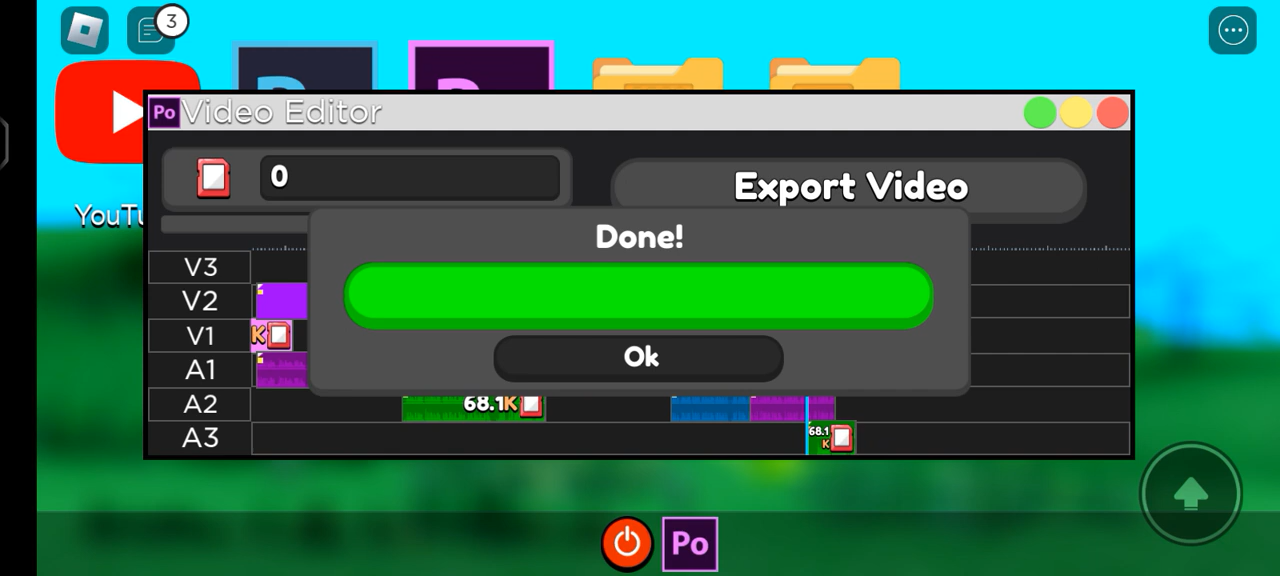 3
Po Video Editor
0
Export Video
YouTu
Done!
V3
V2
V1 K
A1
Ok
A2 68.1K
A3 68.1K
Po